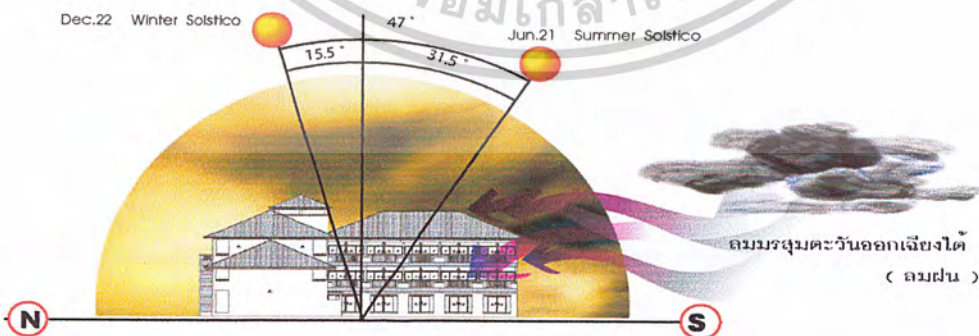 Dec.22 Winter Solstico
47°
Jun.21 Summer Solstico
15.5°
31.5°
ลมมรสุมตะวันออกเฉียงใต้
( ลมฝน )
N
S